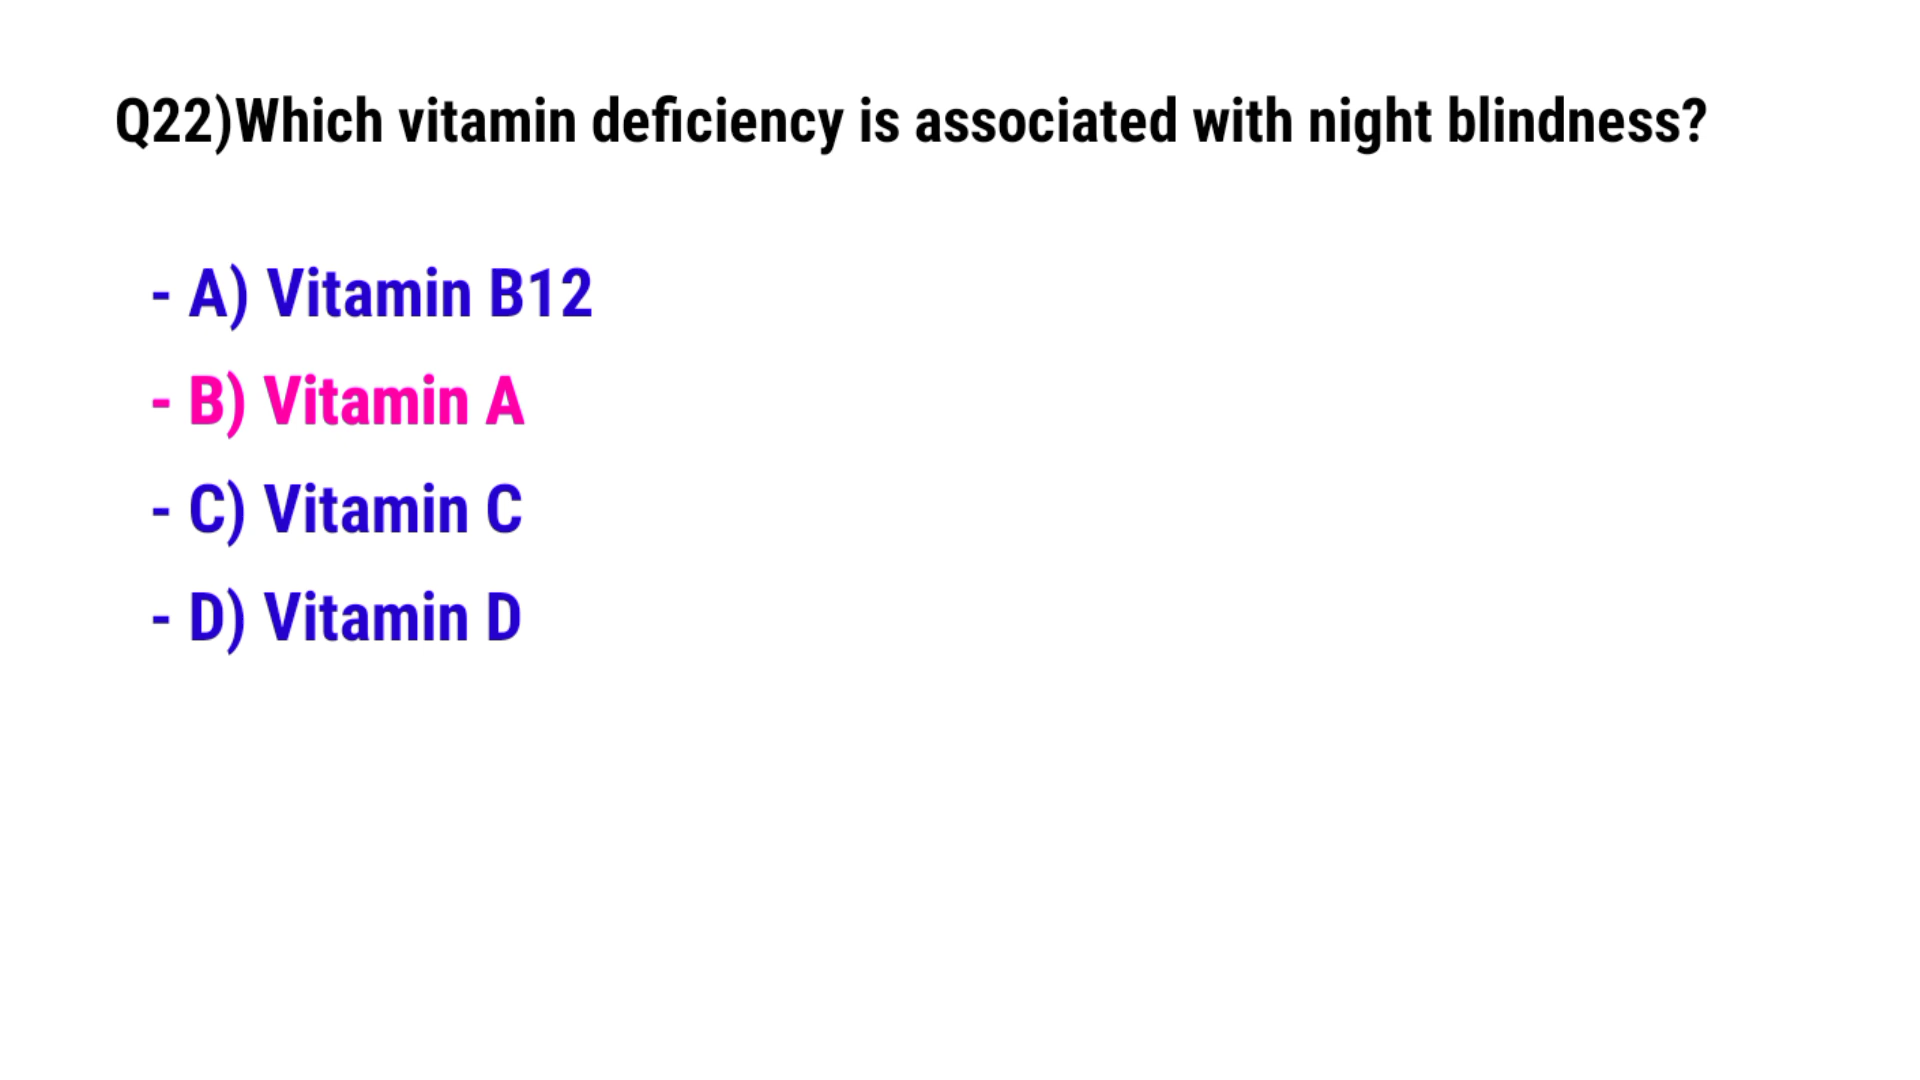 Q22)Which vitamin deficiency is associated with night blindness?
- A) Vitamin B12
- B) Vitamin A
- C) Vitamin C
- D) Vitamin D